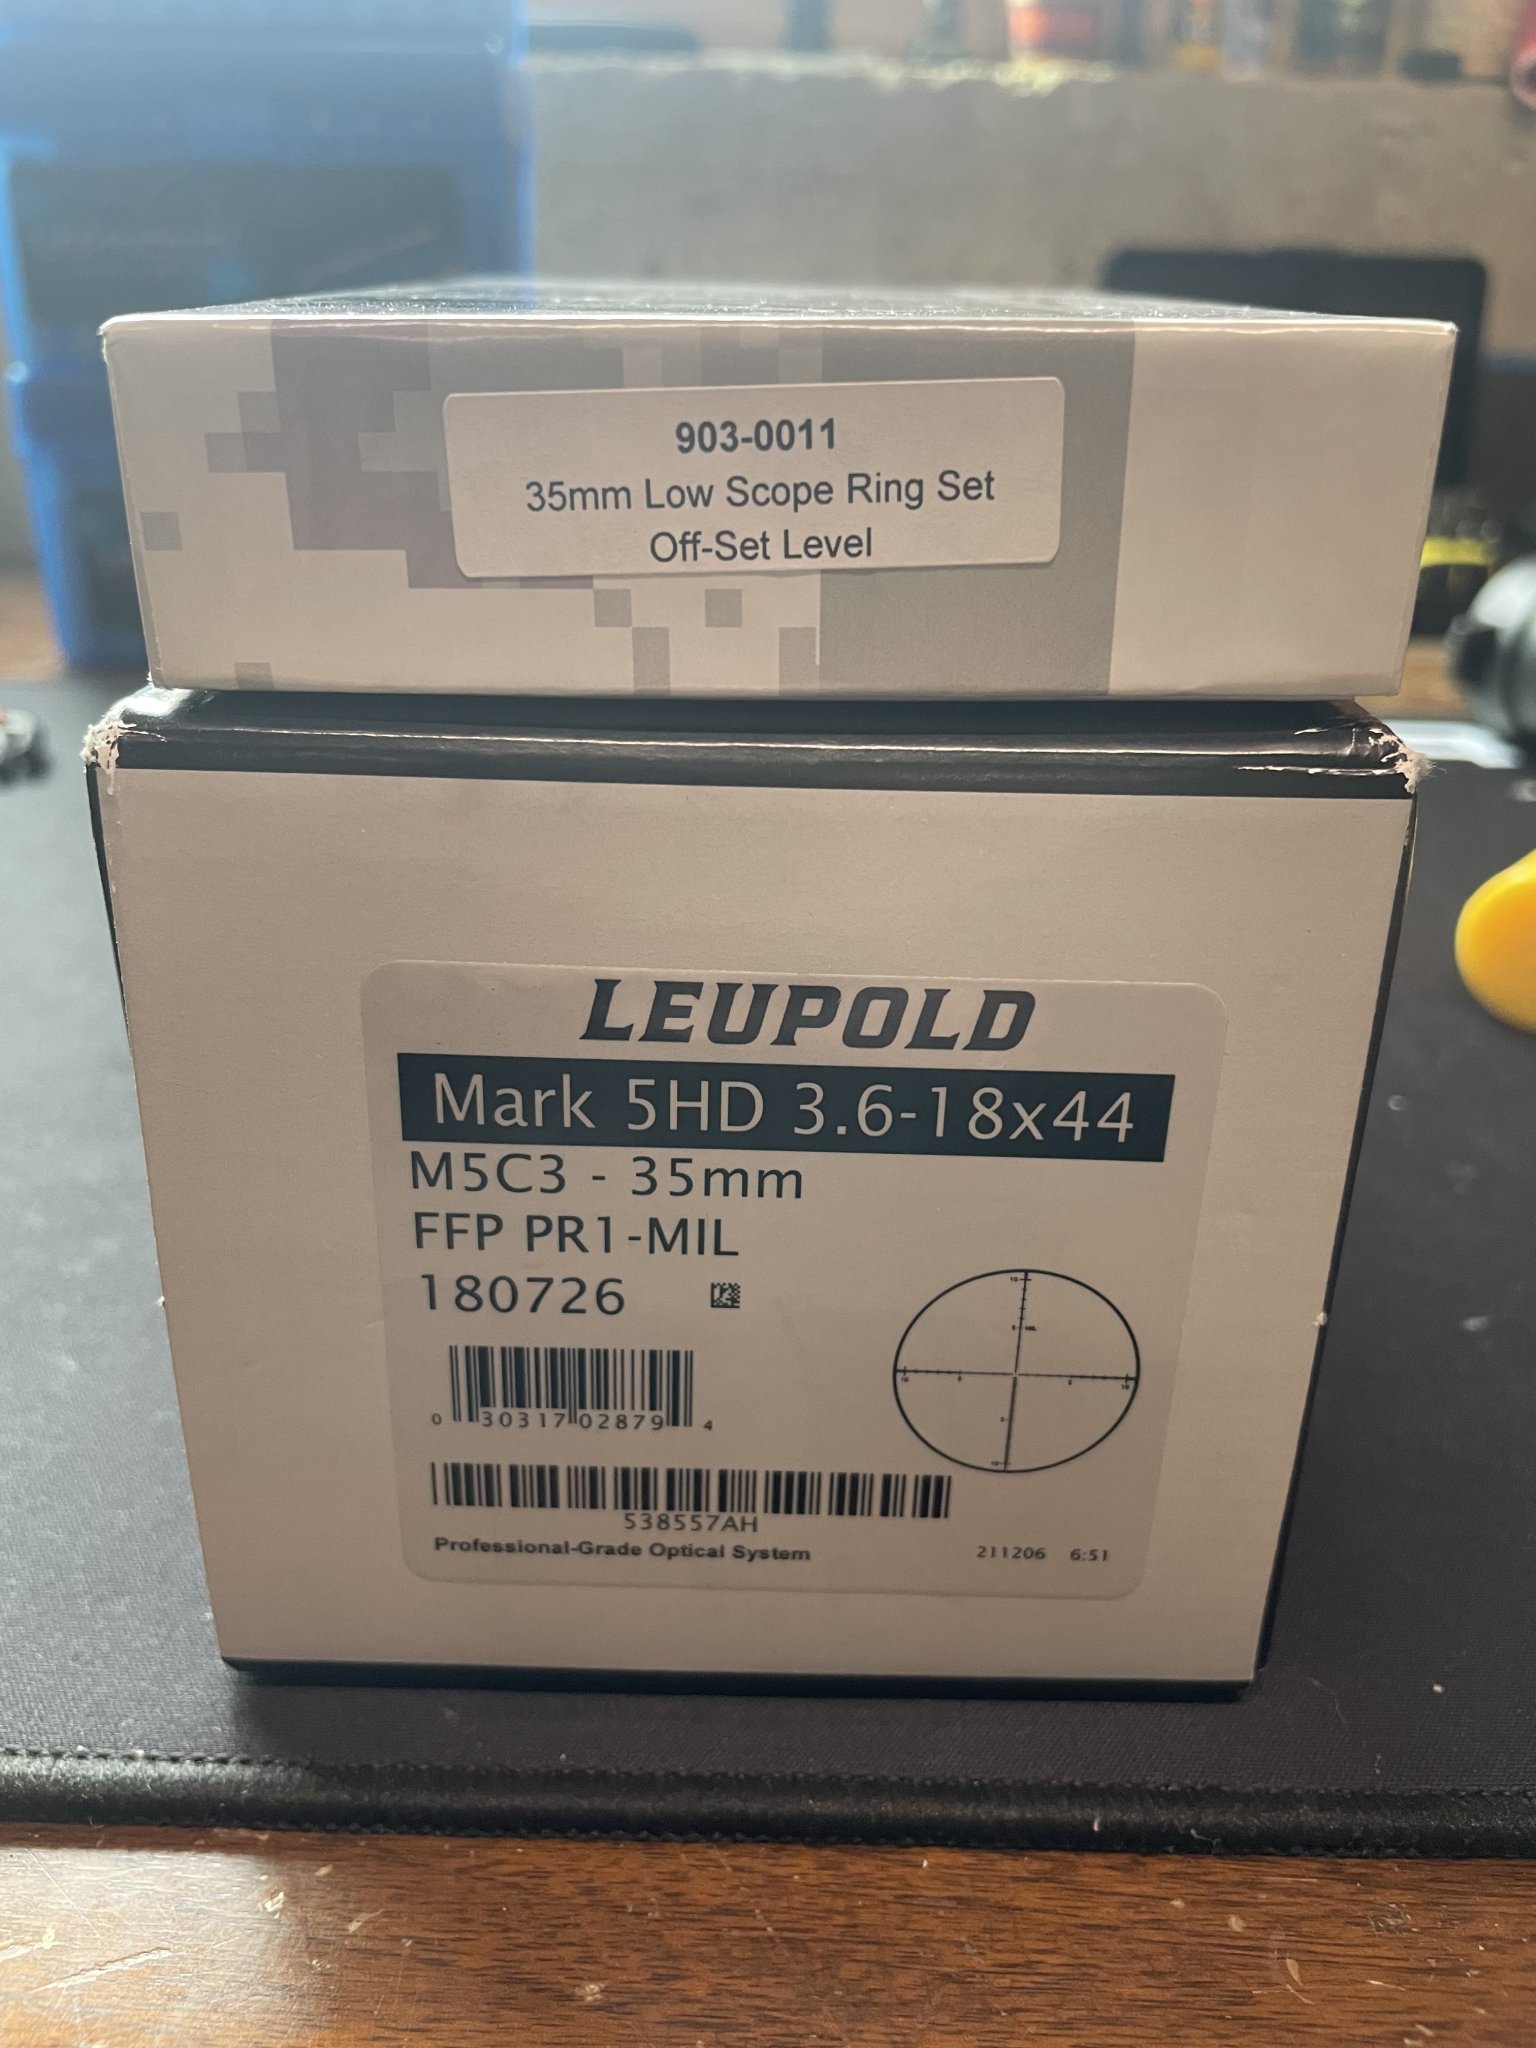 903-0011
35mm Low Scope Ring Set
Off-Set Level
LEUPOLD
Mark 5HD 3.6-18x44
M5C3 - 35mm
FFP PR1-MIL
180726
0 30317 02879 4
538557AH
Professional-Grade Optical System
211206 6:51